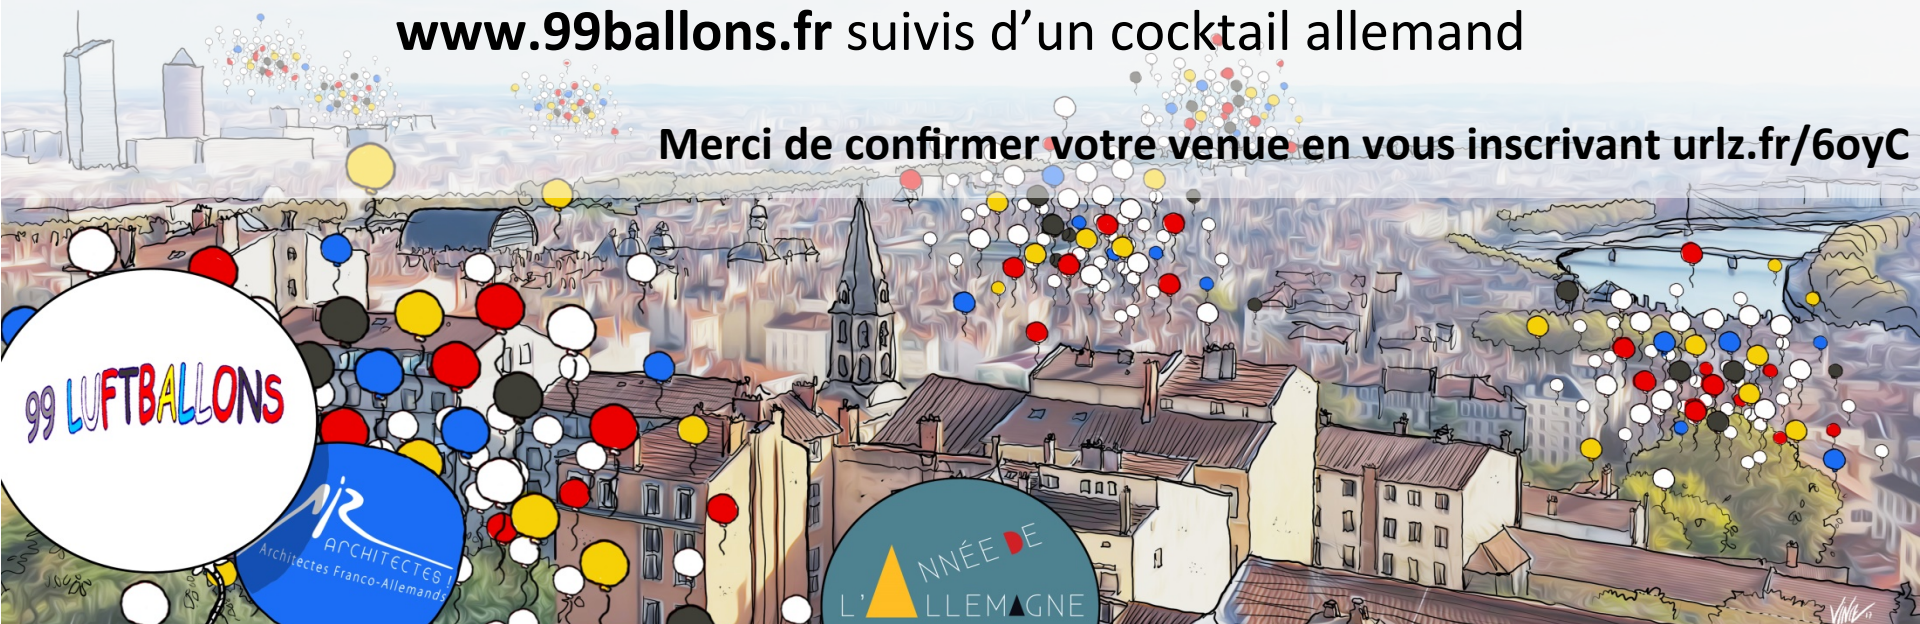 www.99ballons.fr suivis d’un cocktail allemand
Merci de confirmer votre venue en vous inscrivant urlz.fr/6oyC
99 LUFTBALLONS
AJR
ARCHITECTES !
Architectes Franco-Allemands
ANNÉE DE
L'ALLEMAGNE